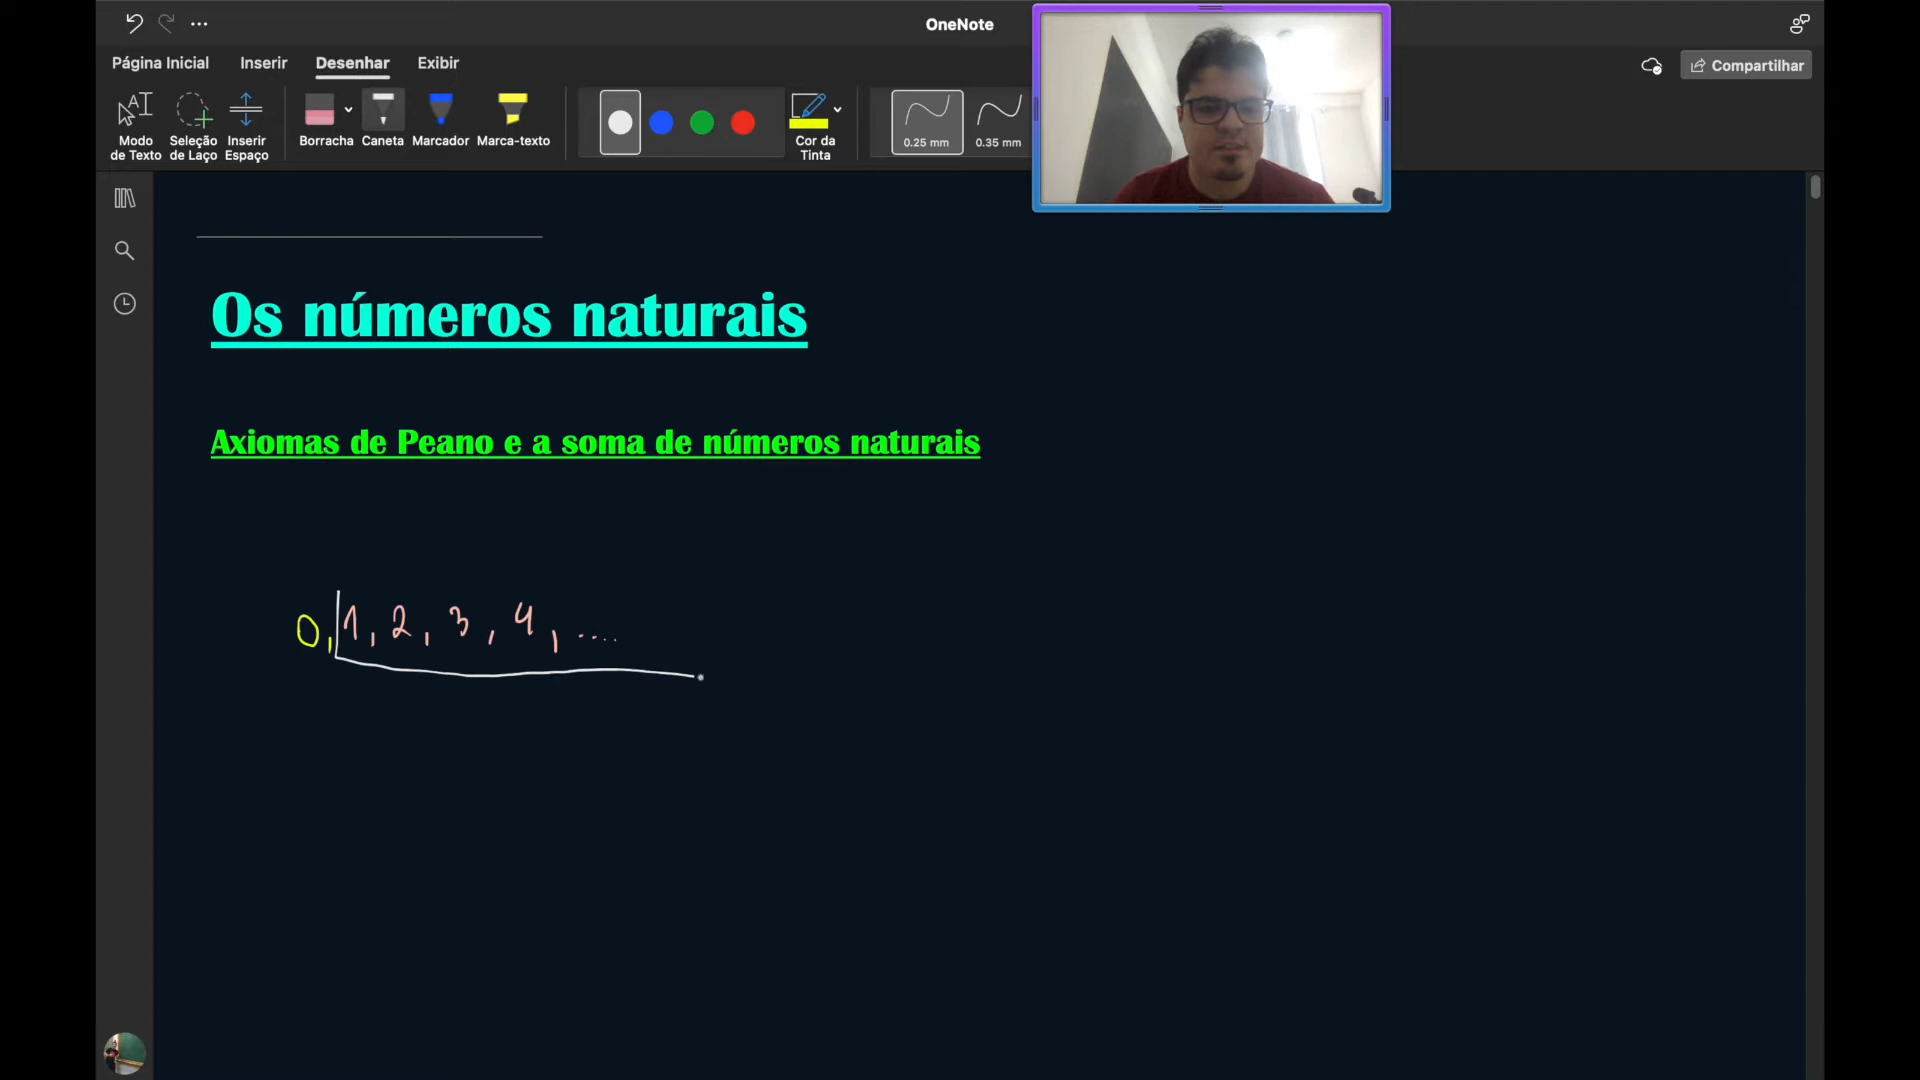 OneNote
Página Inicial Inserir Desenhar Exibir
Compartilhar
Modo de Texto
Seleção de Laço
Inserir Espaço
Borracha
Caneta
Marcador
Marca-texto
Cor da Tinta
0.25 mm
0.35 mm
Os números naturais
Axiomas de Peano e a soma de números naturais
0, 1, 2, 3, 4, ....